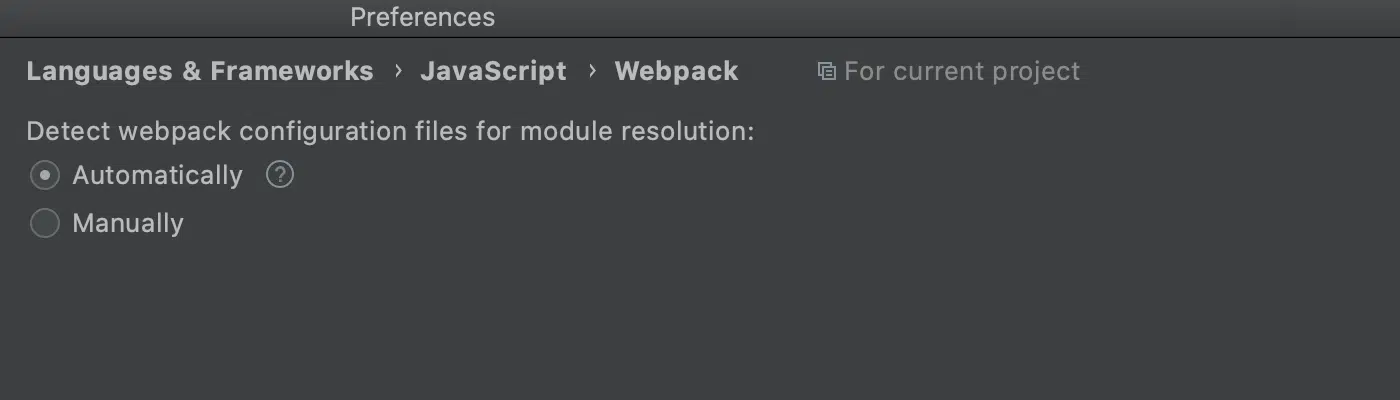 Preferences
Languages & Frameworks › JavaScript › Webpack For current project
Detect webpack configuration files for module resolution:
Automatically ?
Manually